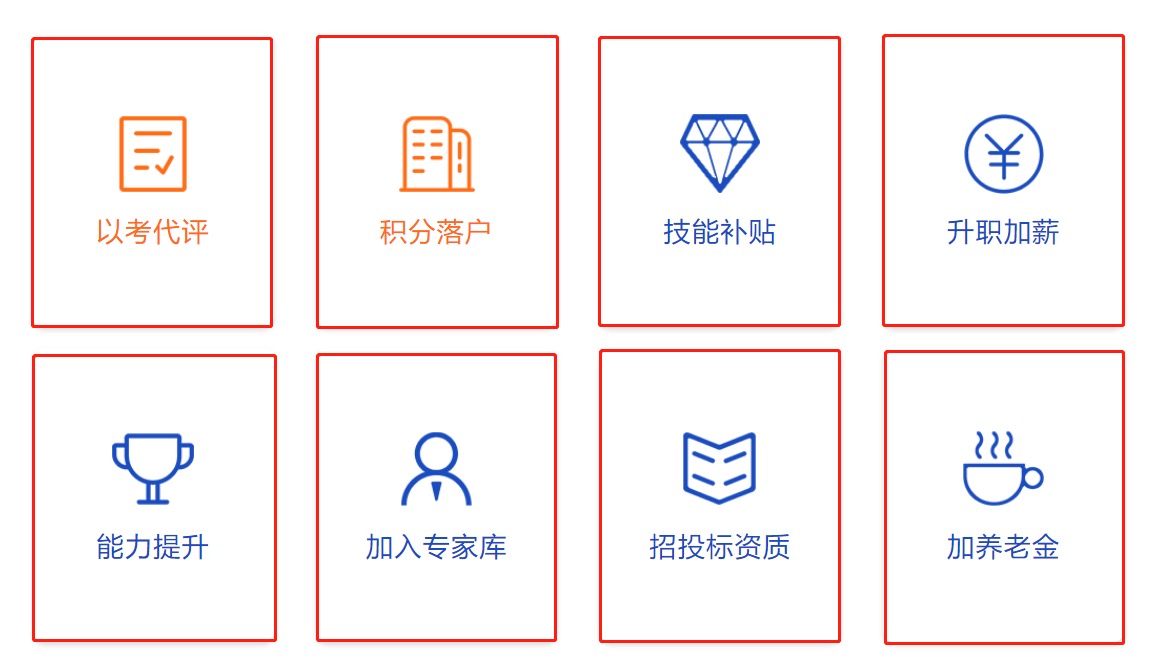 以考代评
积分落户
技能补贴
升职加薪
能力提升
加入专家库
招投标资质
加养老金